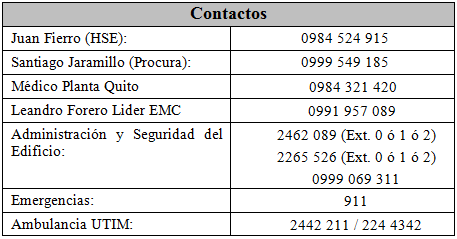 Contactos
Juan Fierro (HSE): 0984 524 915
Santiago Jaramillo (Procura): 0999 549 185
Médico Planta Quito 0984 321 420
Leandro Forero Lider EMC 0991 957 089
Administración y Seguridad del 2462 089 (Ext. 0 ó 1 ó 2)
Edificio: 2265 526 (Ext. 0 ó 1 ó 2)
0999 069 311
Emergencias: 911
Ambulancia UTIM: 2442 211 / 224 4342